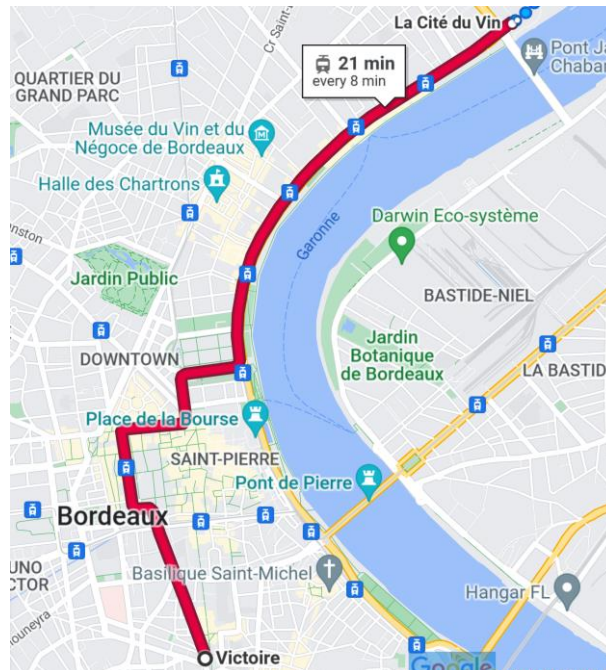 La Cité du Vin
Cr Saint-
21 min
every 8 min
Pont Ja
Chaban
QUARTIER DU
GRAND PARC
Musée du Vin et du
Négoce de Bordeaux
Halle des Chartrons
Garonne
Darwin Eco-système
nston
Jardin Public
BASTIDE-NIEL
DOWNTOWN
Jardin
Botanique
de Bordeaux
LA BASTID
Place de la Bourse
SAINT-PIERRE
Pont de Pierre
Bordeaux
UNO
CTOR
Basilique Saint-Michel
Hangar FL
ouneyra
Victoire
Google